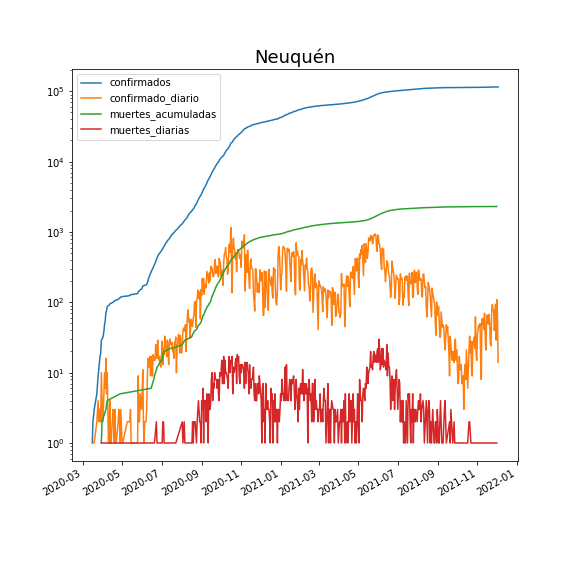 Neuquén
confirmados
confirmado_diario
muertes_acumuladas
muertes_diarias
10⁵
10⁴
10³
10²
10¹
10⁰
2020-03 2020-05 2020-07 2020-09 2020-11 2021-01 2021-03 2021-05 2021-07 2021-09 2021-11 2022-01